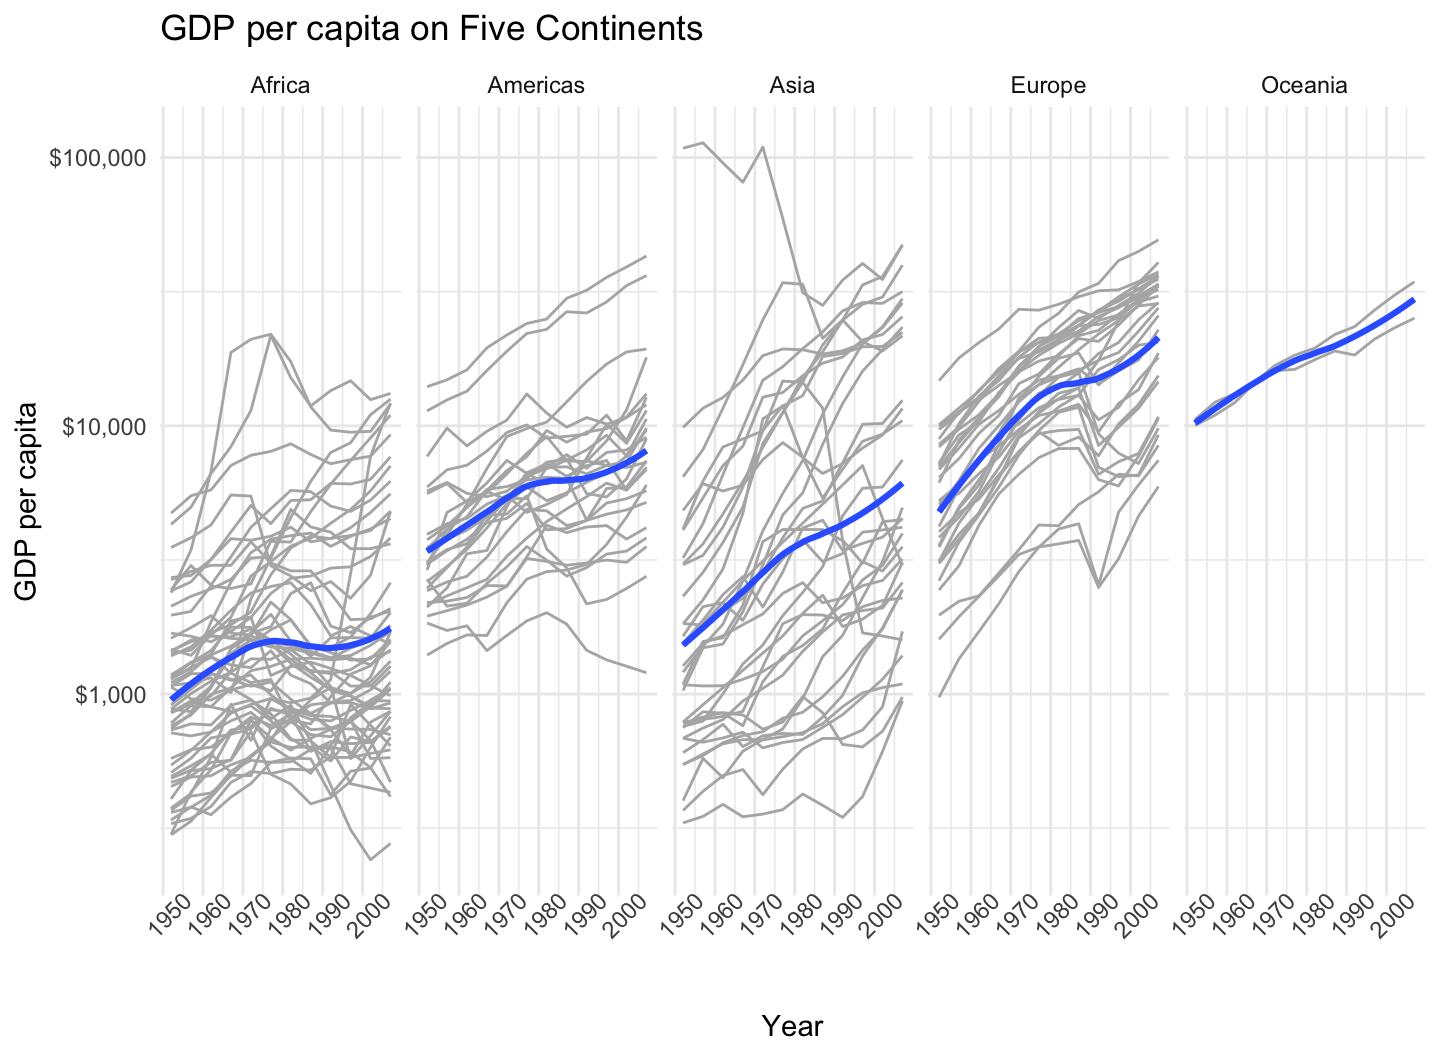 GDP per capita on Five Continents
Africa Americas Asia Europe Oceania
$100,000
$10,000
$1,000
GDP per capita
1950 1960 1970 1980 1990 2000 1950 1960 1970 1980 1990 2000 1950 1960 1970 1980 1990 2000 1950 1960 1970 1980 1990 2000 1950 1960 1970 1980 1990 2000
Year